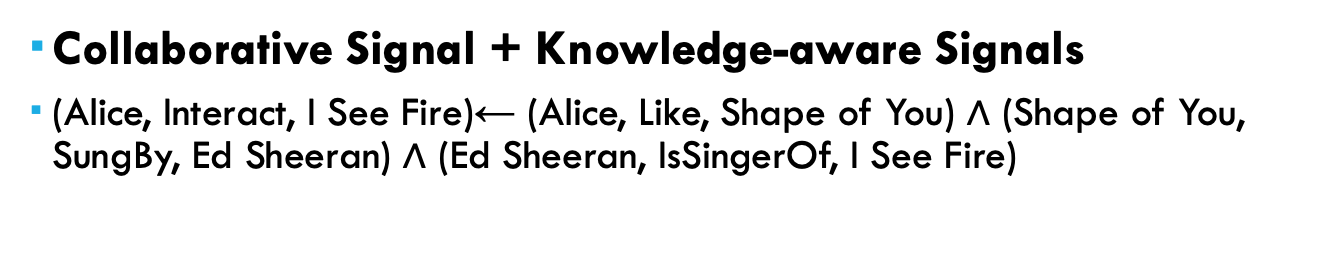 ▪ Collaborative Signal + Knowledge-aware Signals
▪ (Alice, Interact, I See Fire)← (Alice, Like, Shape of You) ∧ (Shape of You,
SungBy, Ed Sheeran) ∧ (Ed Sheeran, IsSingerOf, I See Fire)